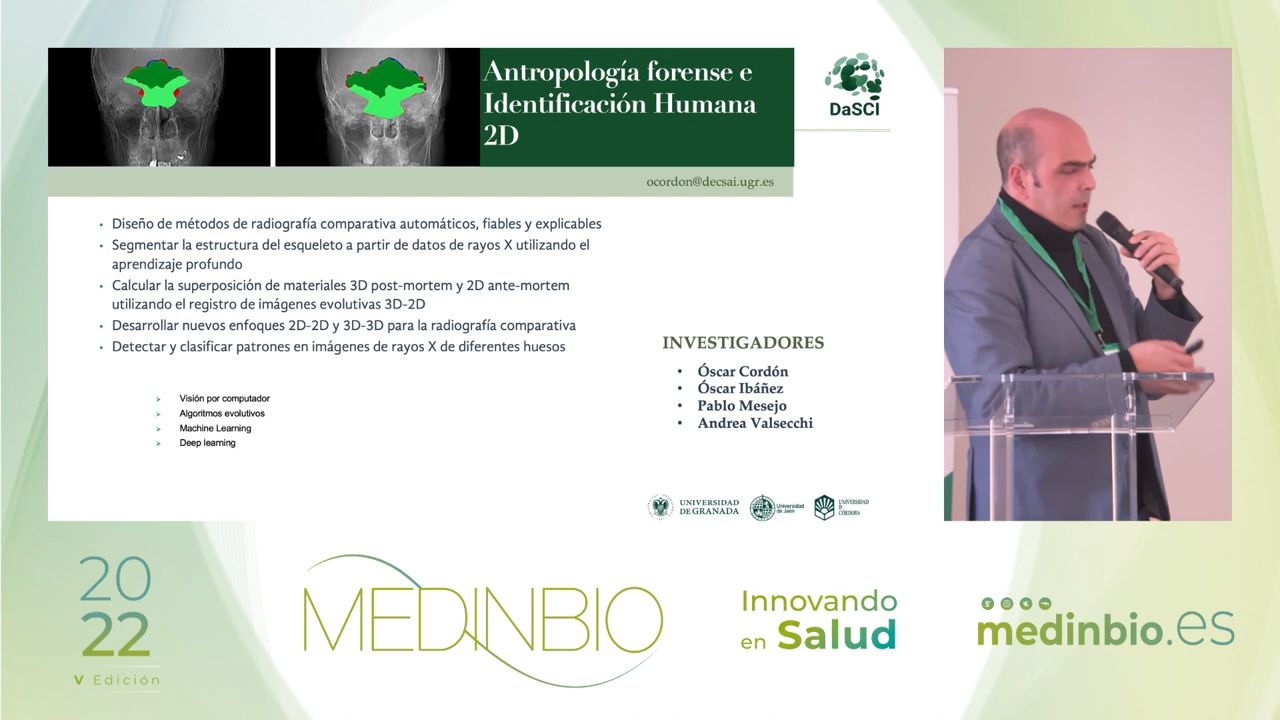 Antropología forense e
Identificación Humana
2D
DaSCI
ocordon@decsai.ugr.es
• Diseño de métodos de radiografía comparativa automáticos, fiables y explicables
• Segmentar la estructura del esqueleto a partir de datos de rayos X utilizando el
aprendizaje profundo
• Calcular la superposición de materiales 3D post-mortem y 2D ante-mortem
utilizando el registro de imágenes evolutivas 3D-2D
• Desarrollar nuevos enfoques 2D-2D y 3D-3D para la radiografía comparativa
• Detectar y clasificar patrones en imágenes de rayos X de diferentes huesos
➢ Visión por computador
➢ Algoritmos evolutivos
➢ Machine Learning
➢ Deep learning
INVESTIGADORES
• Óscar Cordón
• Óscar Ibáñez
• Pablo Mesejo
• Andrea Valsecchi
UNIVERSIDAD
DE GRANADA
Universidad
de Jaén
UNIVERSIDAD
D
CÓRDOBA
20
22
V Edición
MEDINBIO
Innovando
en Salud
medinbio.es